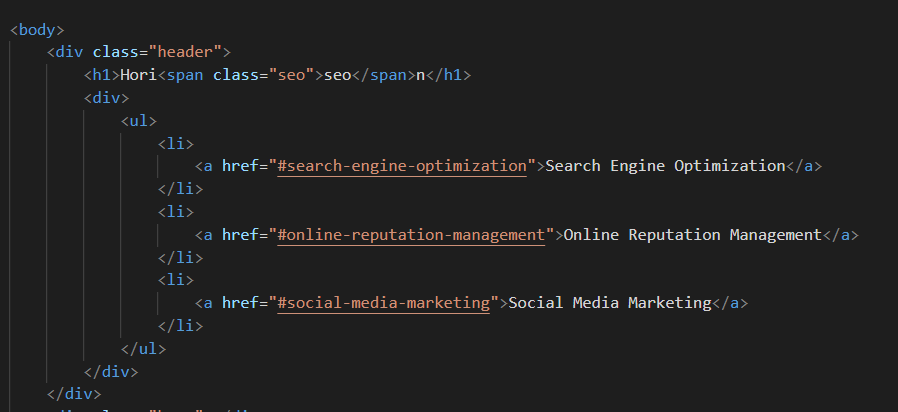 <body>
<div class="header">
<h1>Hori<span class="seo">seo</span>n</h1>
<div>
<ul>
<li>
<a href="#search-engine-optimization">Search Engine Optimization</a>
</li>
<li>
<a href="#online-reputation-management">Online Reputation Management</a>
</li>
<li>
<a href="#social-media-marketing">Social Media Marketing</a>
</li>
</ul>
</div>
</div>